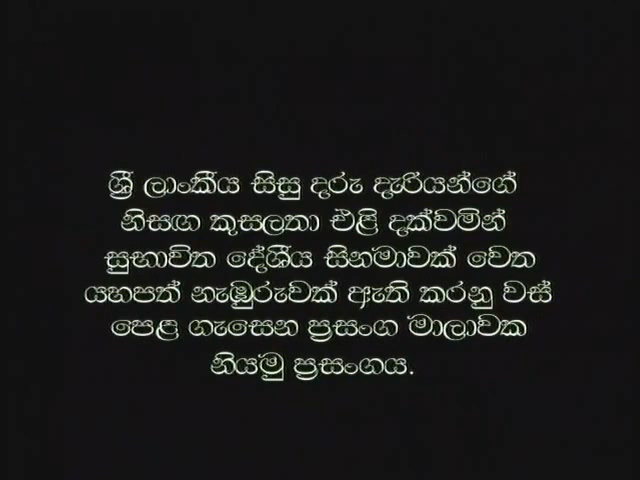 ශ්‍රී ලාංකීය සිසු දරු දැරියන්ගේ
නිසඟ කුසලතා එළි දක්වමින්
සුභාවිත දේශීය සිනමාවක් වෙත
යහපත් නැඹුරුවක් ඇති කරනු වස්
පෙළ ගැසෙන ප්‍රසංග මාලාවක
නියමු ප්‍රසංගය.